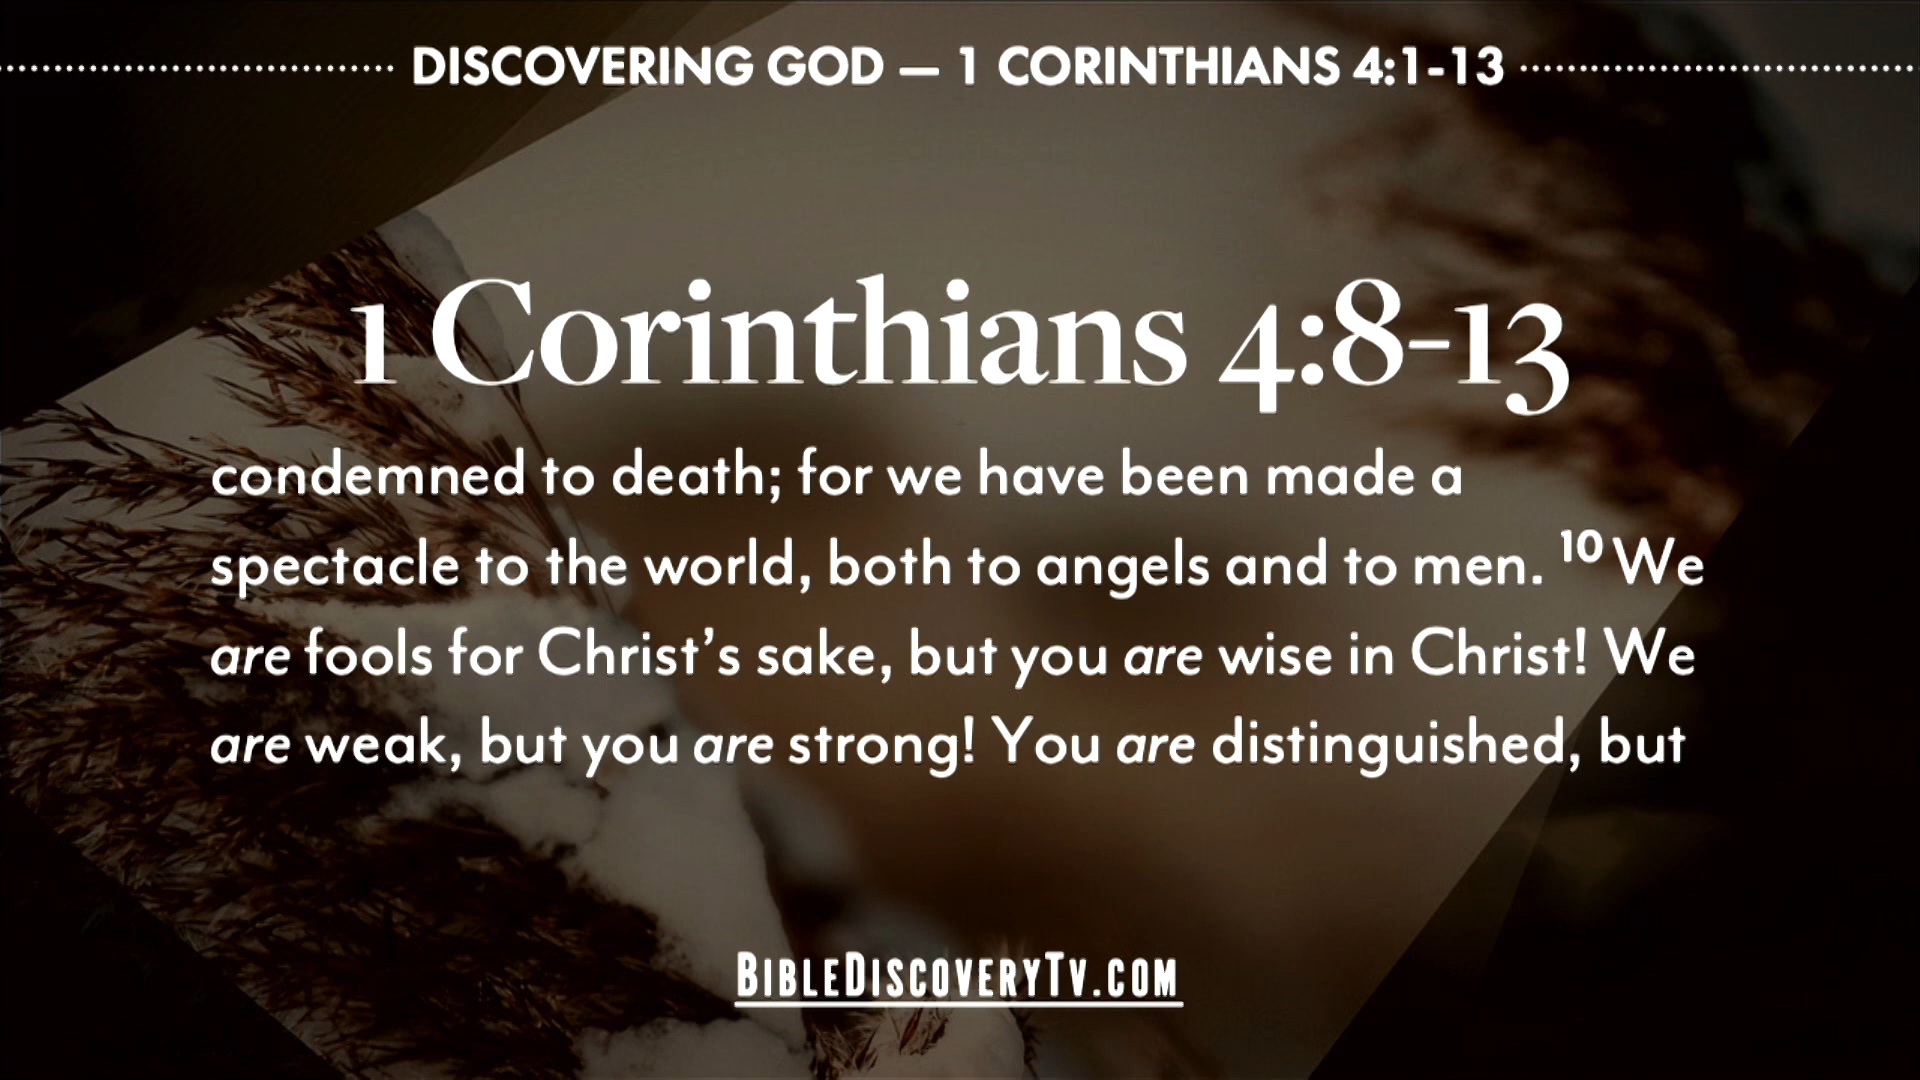 DISCOVERING GOD — 1 CORINTHIANS 4:1-13
1 Corinthians 4:8-13
condemned to death; for we have been made a
spectacle to the world, both to angels and to men. ¹⁰ We
are fools for Christ’s sake, but you are wise in Christ! We
are weak, but you are strong! You are distinguished, but
BIBLEDISCOVERYTV.COM